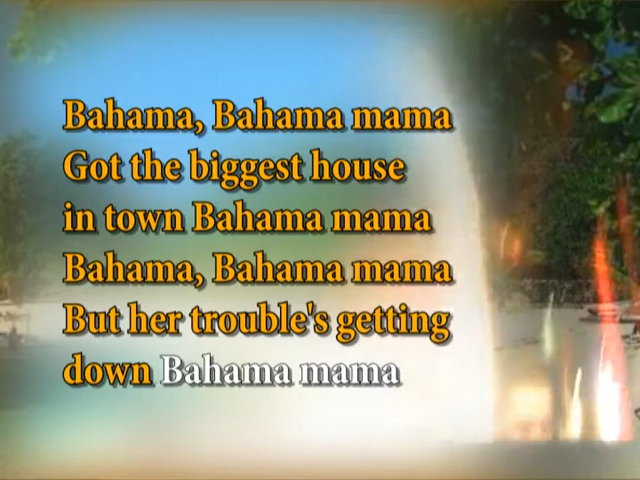 Bahama, Bahama mama
Got the biggest house
in town Bahama mama
Bahama, Bahama mama
But her trouble's getting
down Bahama mama